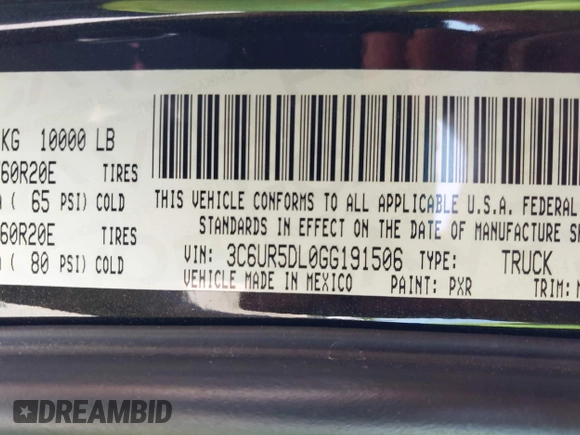 KG 10000 LB
60R20E TIRES
( 65 PSI) COLD
60R20E TIRES
( 80 PSI) COLD
THIS VEHICLE CONFORMS TO ALL APPLICABLE U.S.A. FEDERAL
STANDARDS IN EFFECT ON THE DATE OF MANUFACTURE
VIN: 3C6UR5DL0GG191506 TYPE: TRUCK
VEHICLE MADE IN MEXICO PAINT: PXR TRIM:
DREAMBID